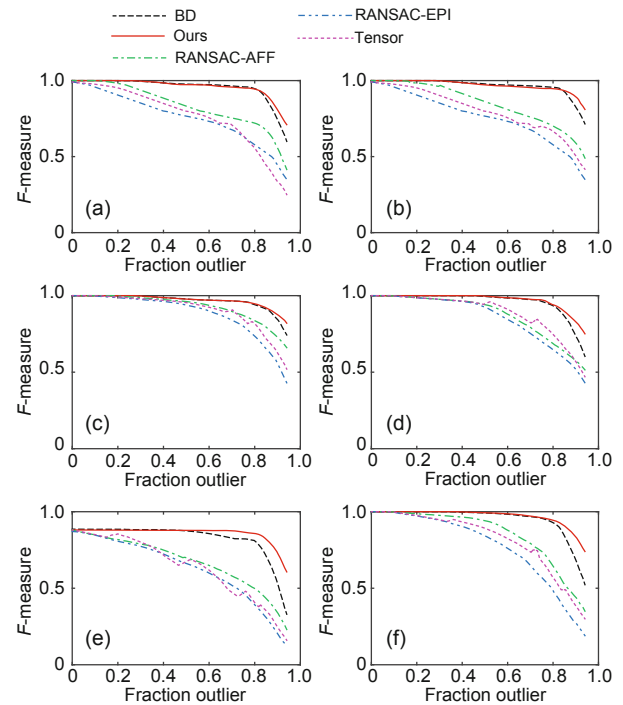 BD
RANSAC-EPI
Ours
Tensor
RANSAC-AFF
1.0
0.5
0
F-measure
(a)
0 0.2 0.4 0.6 0.8 1.0
Fraction outlier
1.0
0.5
0
F-measure
(b)
0 0.2 0.4 0.6 0.8 1.0
Fraction outlier
1.0
0.5
0
F-measure
(c)
0 0.2 0.4 0.6 0.8 1.0
Fraction outlier
1.0
0.5
0
F-measure
(d)
0 0.2 0.4 0.6 0.8 1.0
Fraction outlier
1.0
0.5
0
F-measure
(e)
0 0.2 0.4 0.6 0.8 1.0
Fraction outlier
1.0
0.5
0
F-measure
(f)
0 0.2 0.4 0.6 0.8 1.0
Fraction outlier